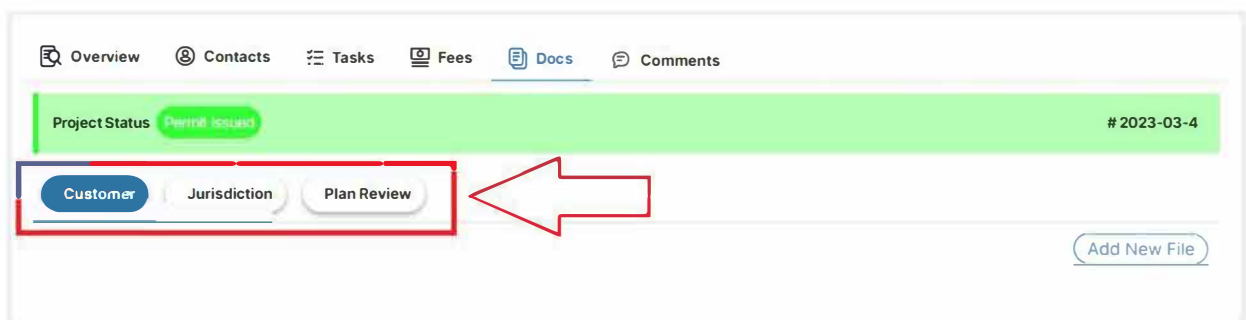 Overview Contacts Tasks Fees Docs Comments
Project Status Permit Issued # 2023-03-4
Customer Jurisdiction Plan Review
Add New File